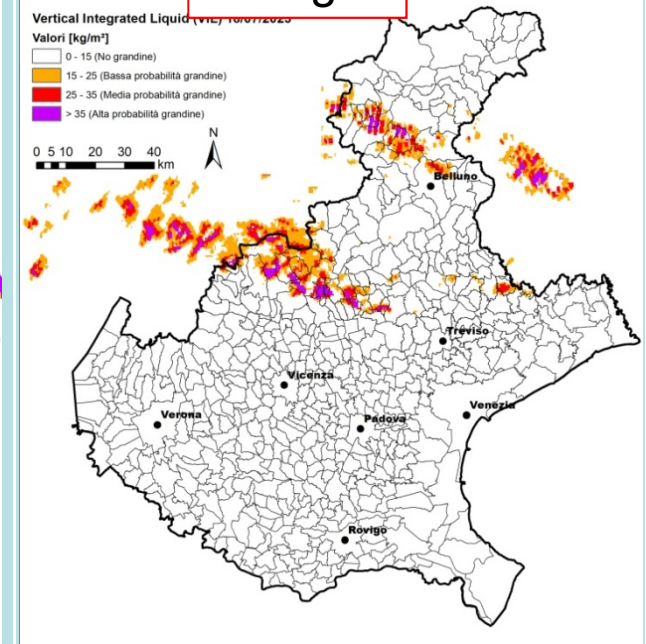 Vertical Integrated Liquid (VIL) 18/07/2023
Valori [kg/m²]
0 - 15 (No grandine)
15 - 25 (Bassa probabilità grandine)
25 - 35 (Media probabilità grandine)
> 35 (Alta probabilità grandine)
N
0 5 10 20 30 40
km
Belluno
Treviso
Vicenza
Venezia
Verona
Padova
Rovigo